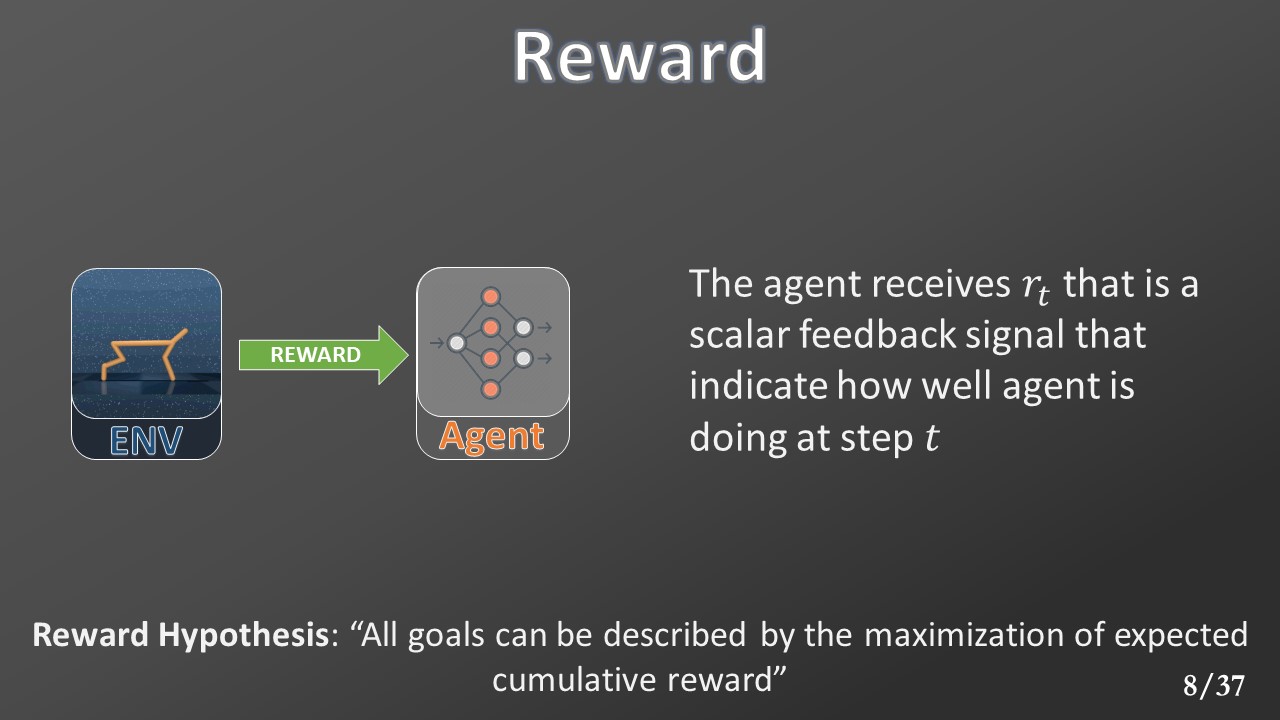 Reward
REWARD
ENV
Agent
The agent receives r_t that is a
scalar feedback signal that
indicate how well agent is
doing at step t
Reward Hypothesis: “All goals can be described by the maximization of expected
cumulative reward”
8/37